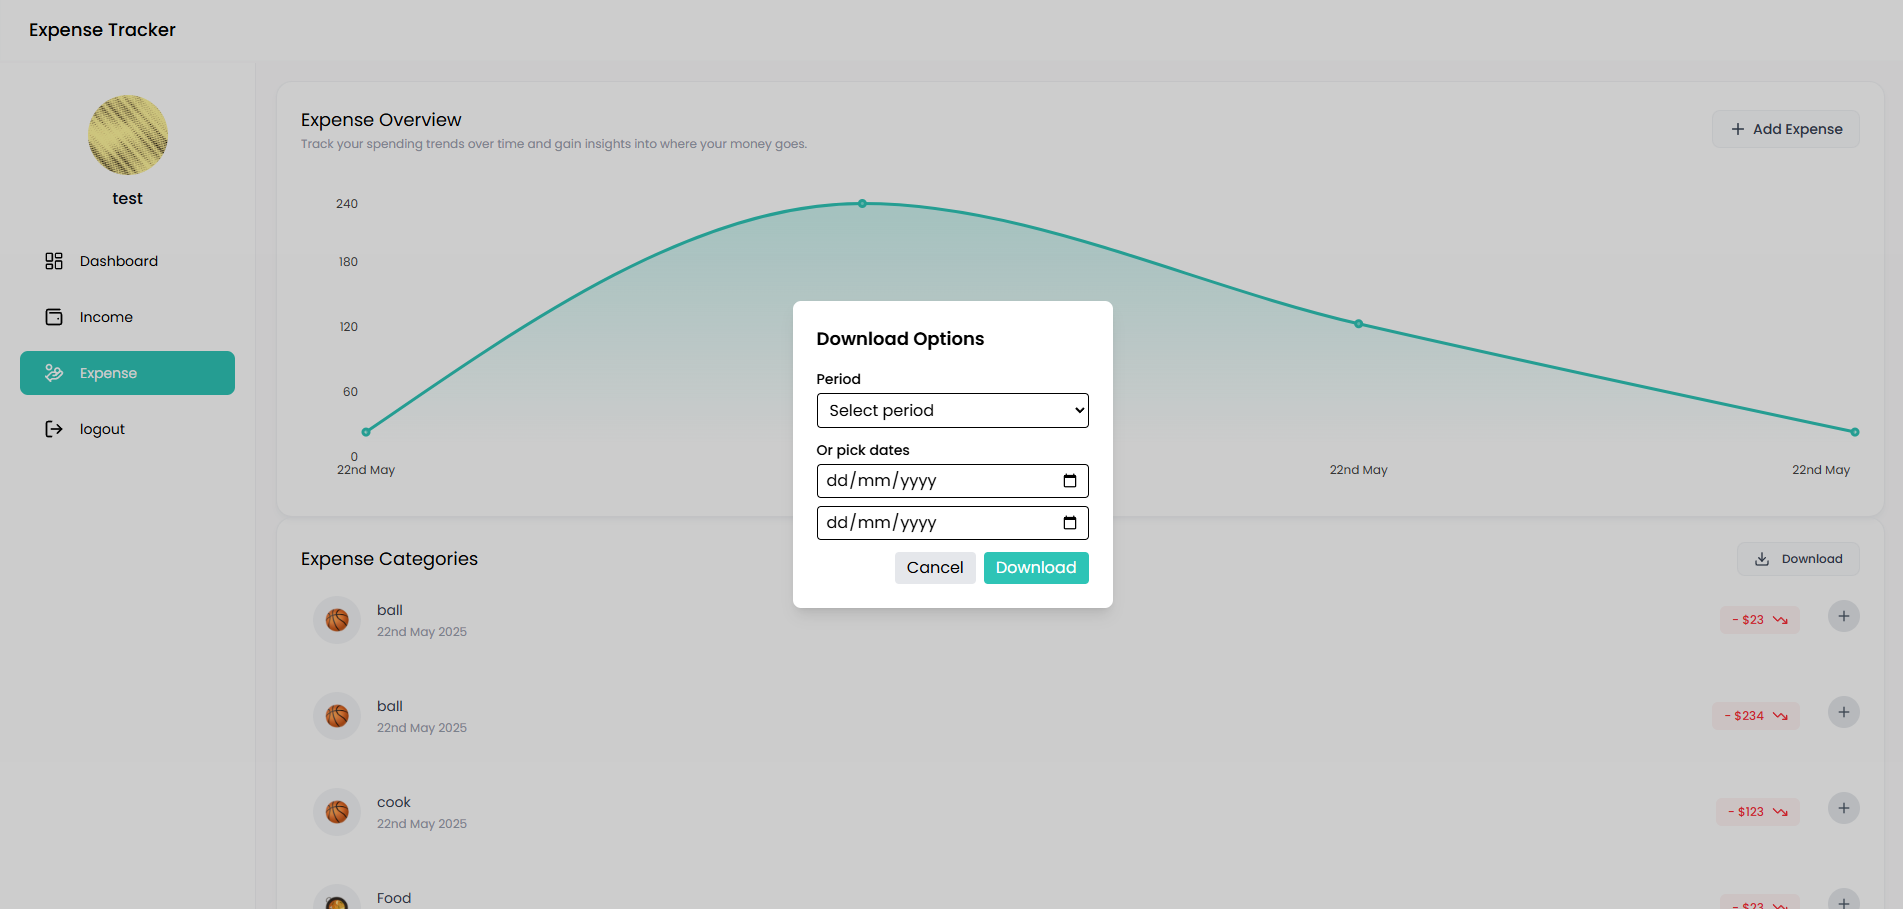 Expense Tracker
test
Dashboard
Income
Expense
logout
Expense Overview
Track your spending trends over time and gain insights into where your money goes.
+ Add Expense
240
180
120
60
0
22nd May
22nd May
22nd May
Download Options
Period
Select period
Or pick dates
dd/mm/yyyy
dd/mm/yyyy
Cancel
Download
Expense Categories
Download
ball
22nd May 2025
- $23
ball
22nd May 2025
- $234
cook
22nd May 2025
- $123
Food
- $23